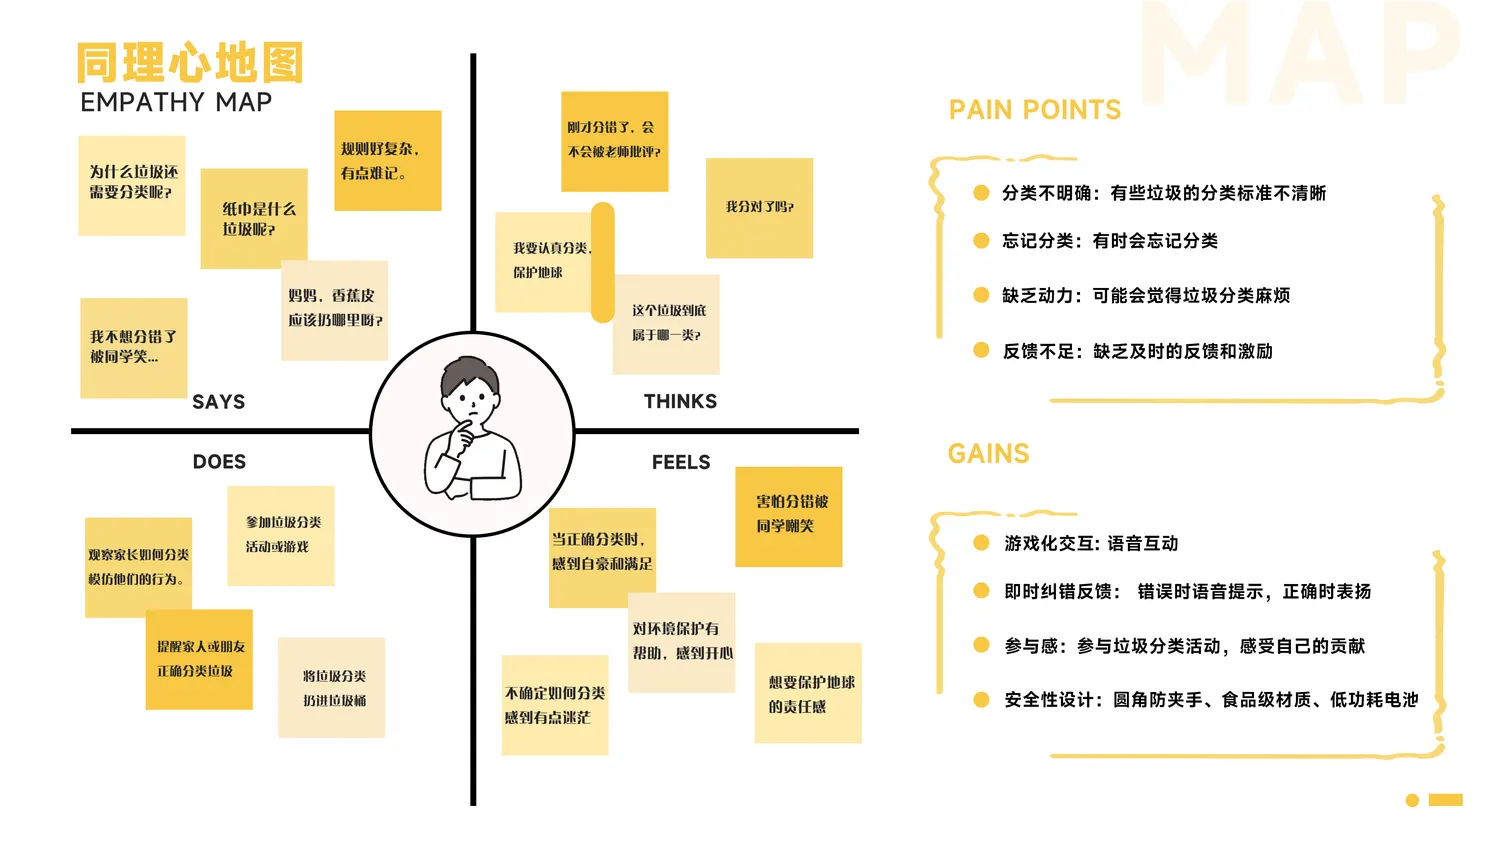 MAP
同理心地图
EMPATHY MAP
为什么垃圾还
需要分类呢?
纸巾是什么
垃圾呢?
规则好复杂,
有点难记。
妈妈，香蕉皮
应该扔哪里呀?
我不想分错了
被同学笑...
SAYS
刚才分错了，会
不会被老师批评?
我分对了吗?
我要认真分类,
保护地球
这个垃圾到底
属于哪一类?
THINKS
DOES
参加垃圾分类
活动或游戏
观察家长如何分类
模仿他们的行为。
提醒家人或朋友
正确分类垃圾
将垃圾分类
扔进垃圾桶
FEELS
害怕分错被
同学嘲笑
当正确分类时,
感到自豪和满足
对环境保护有
帮助，感到开心
不确定如何分类
感到有点迷茫
想要保护地球
的责任感
PAIN POINTS
分类不明确：有些垃圾的分类标准不清晰
忘记分类：有时会忘记分类
缺乏动力：可能会觉得垃圾分类麻烦
反馈不足：缺乏及时的反馈和激励
GAINS
游戏化交互: 语音互动
即时纠错反馈： 错误时语音提示，正确时表扬
参与感：参与垃圾分类活动，感受自己的贡献
安全性设计：圆角防夹手、食品级材质、低功耗电池